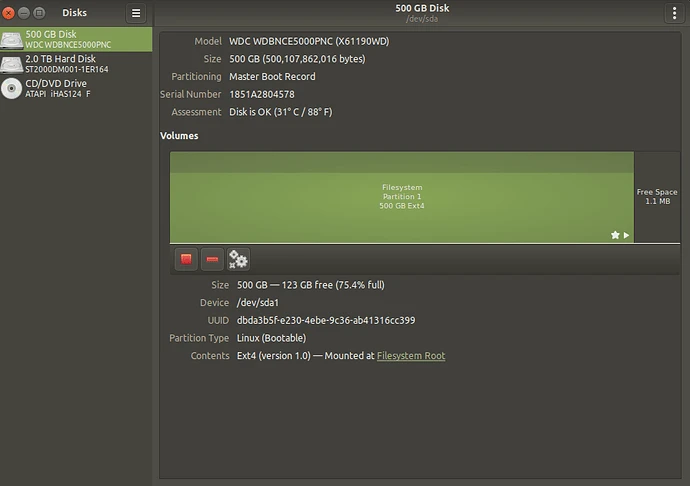 Disks
500 GB Disk
/dev/sda
500 GB Disk
WDC WDBNCE5000PNC
2.0 TB Hard Disk
ST2000DM001-1ER164
CD/DVD Drive
ATAPI iHAS124 F
Model WDC WDBNCE5000PNC (X61190WD)
Size 500 GB (500,107,862,016 bytes)
Partitioning Master Boot Record
Serial Number 1851A2804578
Assessment Disk is OK (31° C / 88° F)
Volumes
Filesystem
Partition 1
500 GB Ext4
Free Space
1.1 MB
Size 500 GB — 123 GB free (75.4% full)
Device /dev/sda1
UUID dbda3b5f-e230-4ebe-9c36-ab41316cc399
Partition Type Linux (Bootable)
Contents Ext4 (version 1.0) — Mounted at Filesystem Root